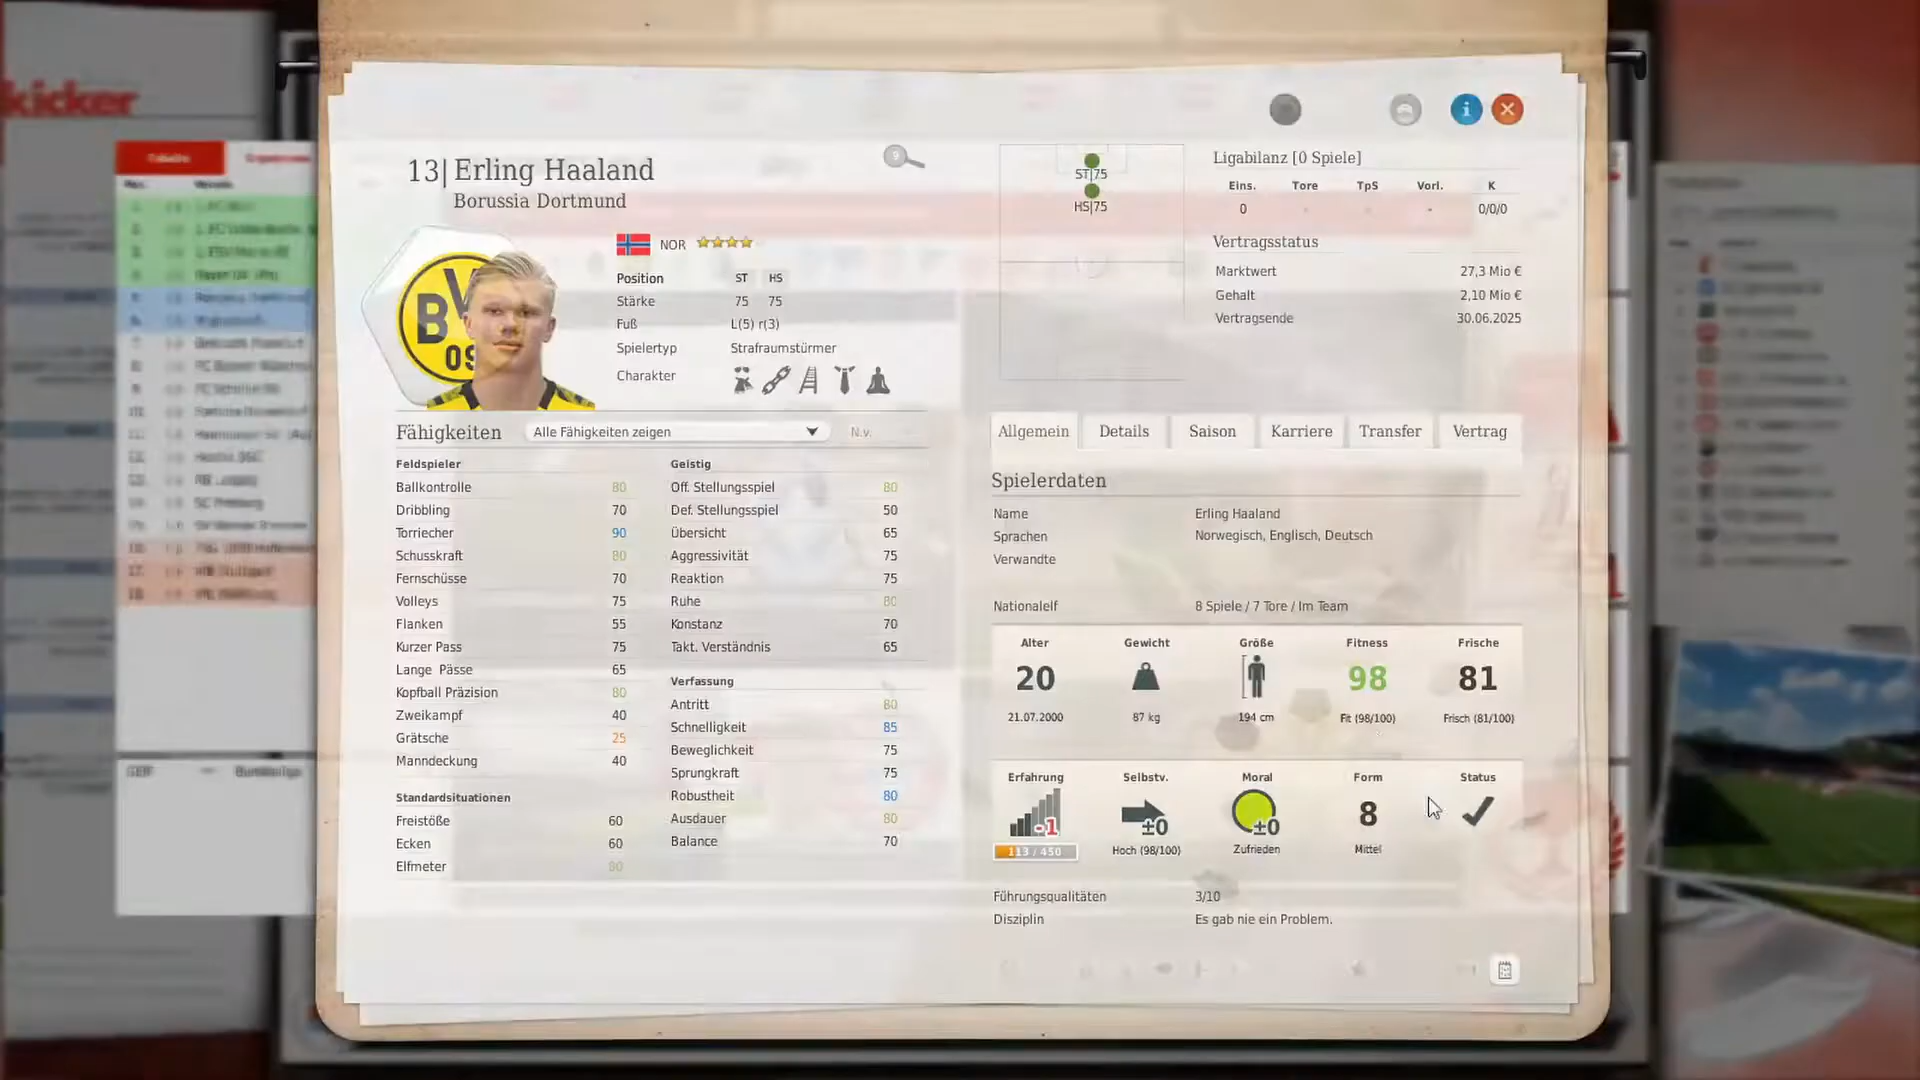 kicker
13| Erling Haaland
Borussia Dortmund
9
BV
09
NOR
Position ST HS
Stärke 75 75
Fuß L(5) r(3)
Spielertyp Strafraumstürmer
Charakter
ST|75
HS|75
Ligabilanz [0 Spiele]
Eins. Tore TpS Vorl. K
0 - - - 0/0/0
Vertragsstatus
Marktwert 27,3 Mio €
Gehalt 2,10 Mio €
Vertragsende 30.06.2025
Fähigkeiten Alle Fähigkeiten zeigen N.v.
Feldspieler
Ballkontrolle 80
Dribbling 70
Torriecher 90
Schusskraft 80
Fernschüsse 70
Volleys 75
Flanken 55
Kurzer Pass 75
Lange Pässe 65
Kopfball Präzision 80
Zweikampf 40
Grätsche 25
Manndeckung 40
Standardsituationen
Freistöße 60
Ecken 60
Elfmeter 80
Geistig
Off. Stellungsspiel 80
Def. Stellungsspiel 50
Übersicht 65
Aggressivität 75
Reaktion 75
Ruhe 80
Konstanz 70
Takt. Verständnis 65
Verfassung
Antritt 80
Schnelligkeit 85
Beweglichkeit 75
Sprungkraft 75
Robustheit 80
Ausdauer 80
Balance 70
Allgemein Details Saison Karriere Transfer Vertrag
Spielerdaten
Name Erling Haaland
Sprachen Norwegisch, Englisch, Deutsch
Verwandte
Nationalelf 8 Spiele / 7 Tore / Im Team
Alter Gewicht Größe Fitness Frische
20 98 81
21.07.2000 87 kg 194 cm Fit (98/100) Frisch (81/100)
Erfahrung Selbstv. Moral Form Status
-1 ±0 ±0 8
113 / 450 Hoch (98/100) Zufrieden Mittel
Führungsqualitäten 3/10
Disziplin Es gab nie ein Problem.